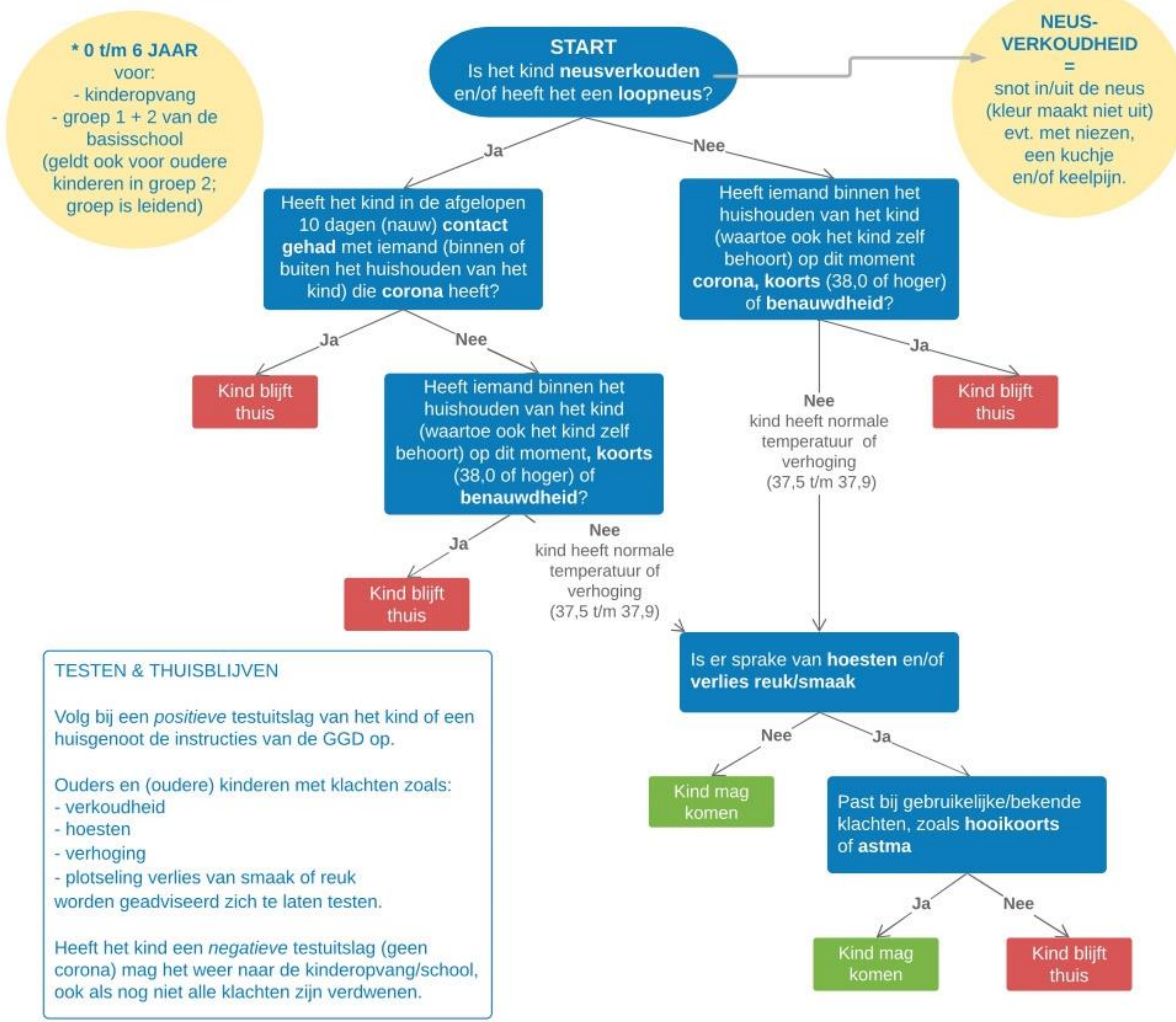 * 0 t/m 6 JAAR
voor:
- kinderopvang
- groep 1 + 2 van de
basisschool
(geldt ook voor oudere
kinderen in groep 2;
groep is leidend)
START
Is het kind neusverkouden
en/of heeft het een loopneus?
NEUS-
VERKOUDHEID
=
snot in/uit de neus
(kleur maakt niet uit)
evt. met niezen,
een kuchje
en/of keelpijn.
Ja
Nee
Heeft het kind in de afgelopen
10 dagen (nauw) contact
gehad met iemand (binnen of
buiten het huishouden van het
kind) die corona heeft?
Heeft iemand binnen het
huishouden van het kind
(waartoe ook het kind zelf
behoort) op dit moment
corona, koorts (38,0 of hoger)
of benauwdheid?
Ja
Nee
Ja
Kind blijft
thuis
Heeft iemand binnen het
huishouden van het kind
(waartoe ook het kind zelf
behoort) op dit moment, koorts
(38,0 of hoger) of
benauwdheid?
Nee
kind heeft normale
temperatuur of
verhoging
(37,5 t/m 37,9)
Kind blijft
thuis
Ja
Nee
kind heeft normale
temperatuur of
verhoging
(37,5 t/m 37,9)
Kind blijft
thuis
Is er sprake van hoesten en/of
verlies reuk/smaak
Nee
Ja
Kind mag
komen
Past bij gebruikelijke/bekende
klachten, zoals hooikoorts
of astma
Ja
Nee
Kind mag
komen
Kind blijft
thuis
TESTEN & THUISBLIJVEN
Volg bij een positieve testuitslag van het kind of een
huisgenoot de instructies van de GGD op.
Ouders en (oudere) kinderen met klachten zoals:
- verkoudheid
- hoesten
- verhoging
- plotseling verlies van smaak of reuk
worden geadviseerd zich te laten testen.
Heeft het kind een negatieve testuitslag (geen
corona) mag het weer naar de kinderopvang/school,
ook als nog niet alle klachten zijn verdwenen.